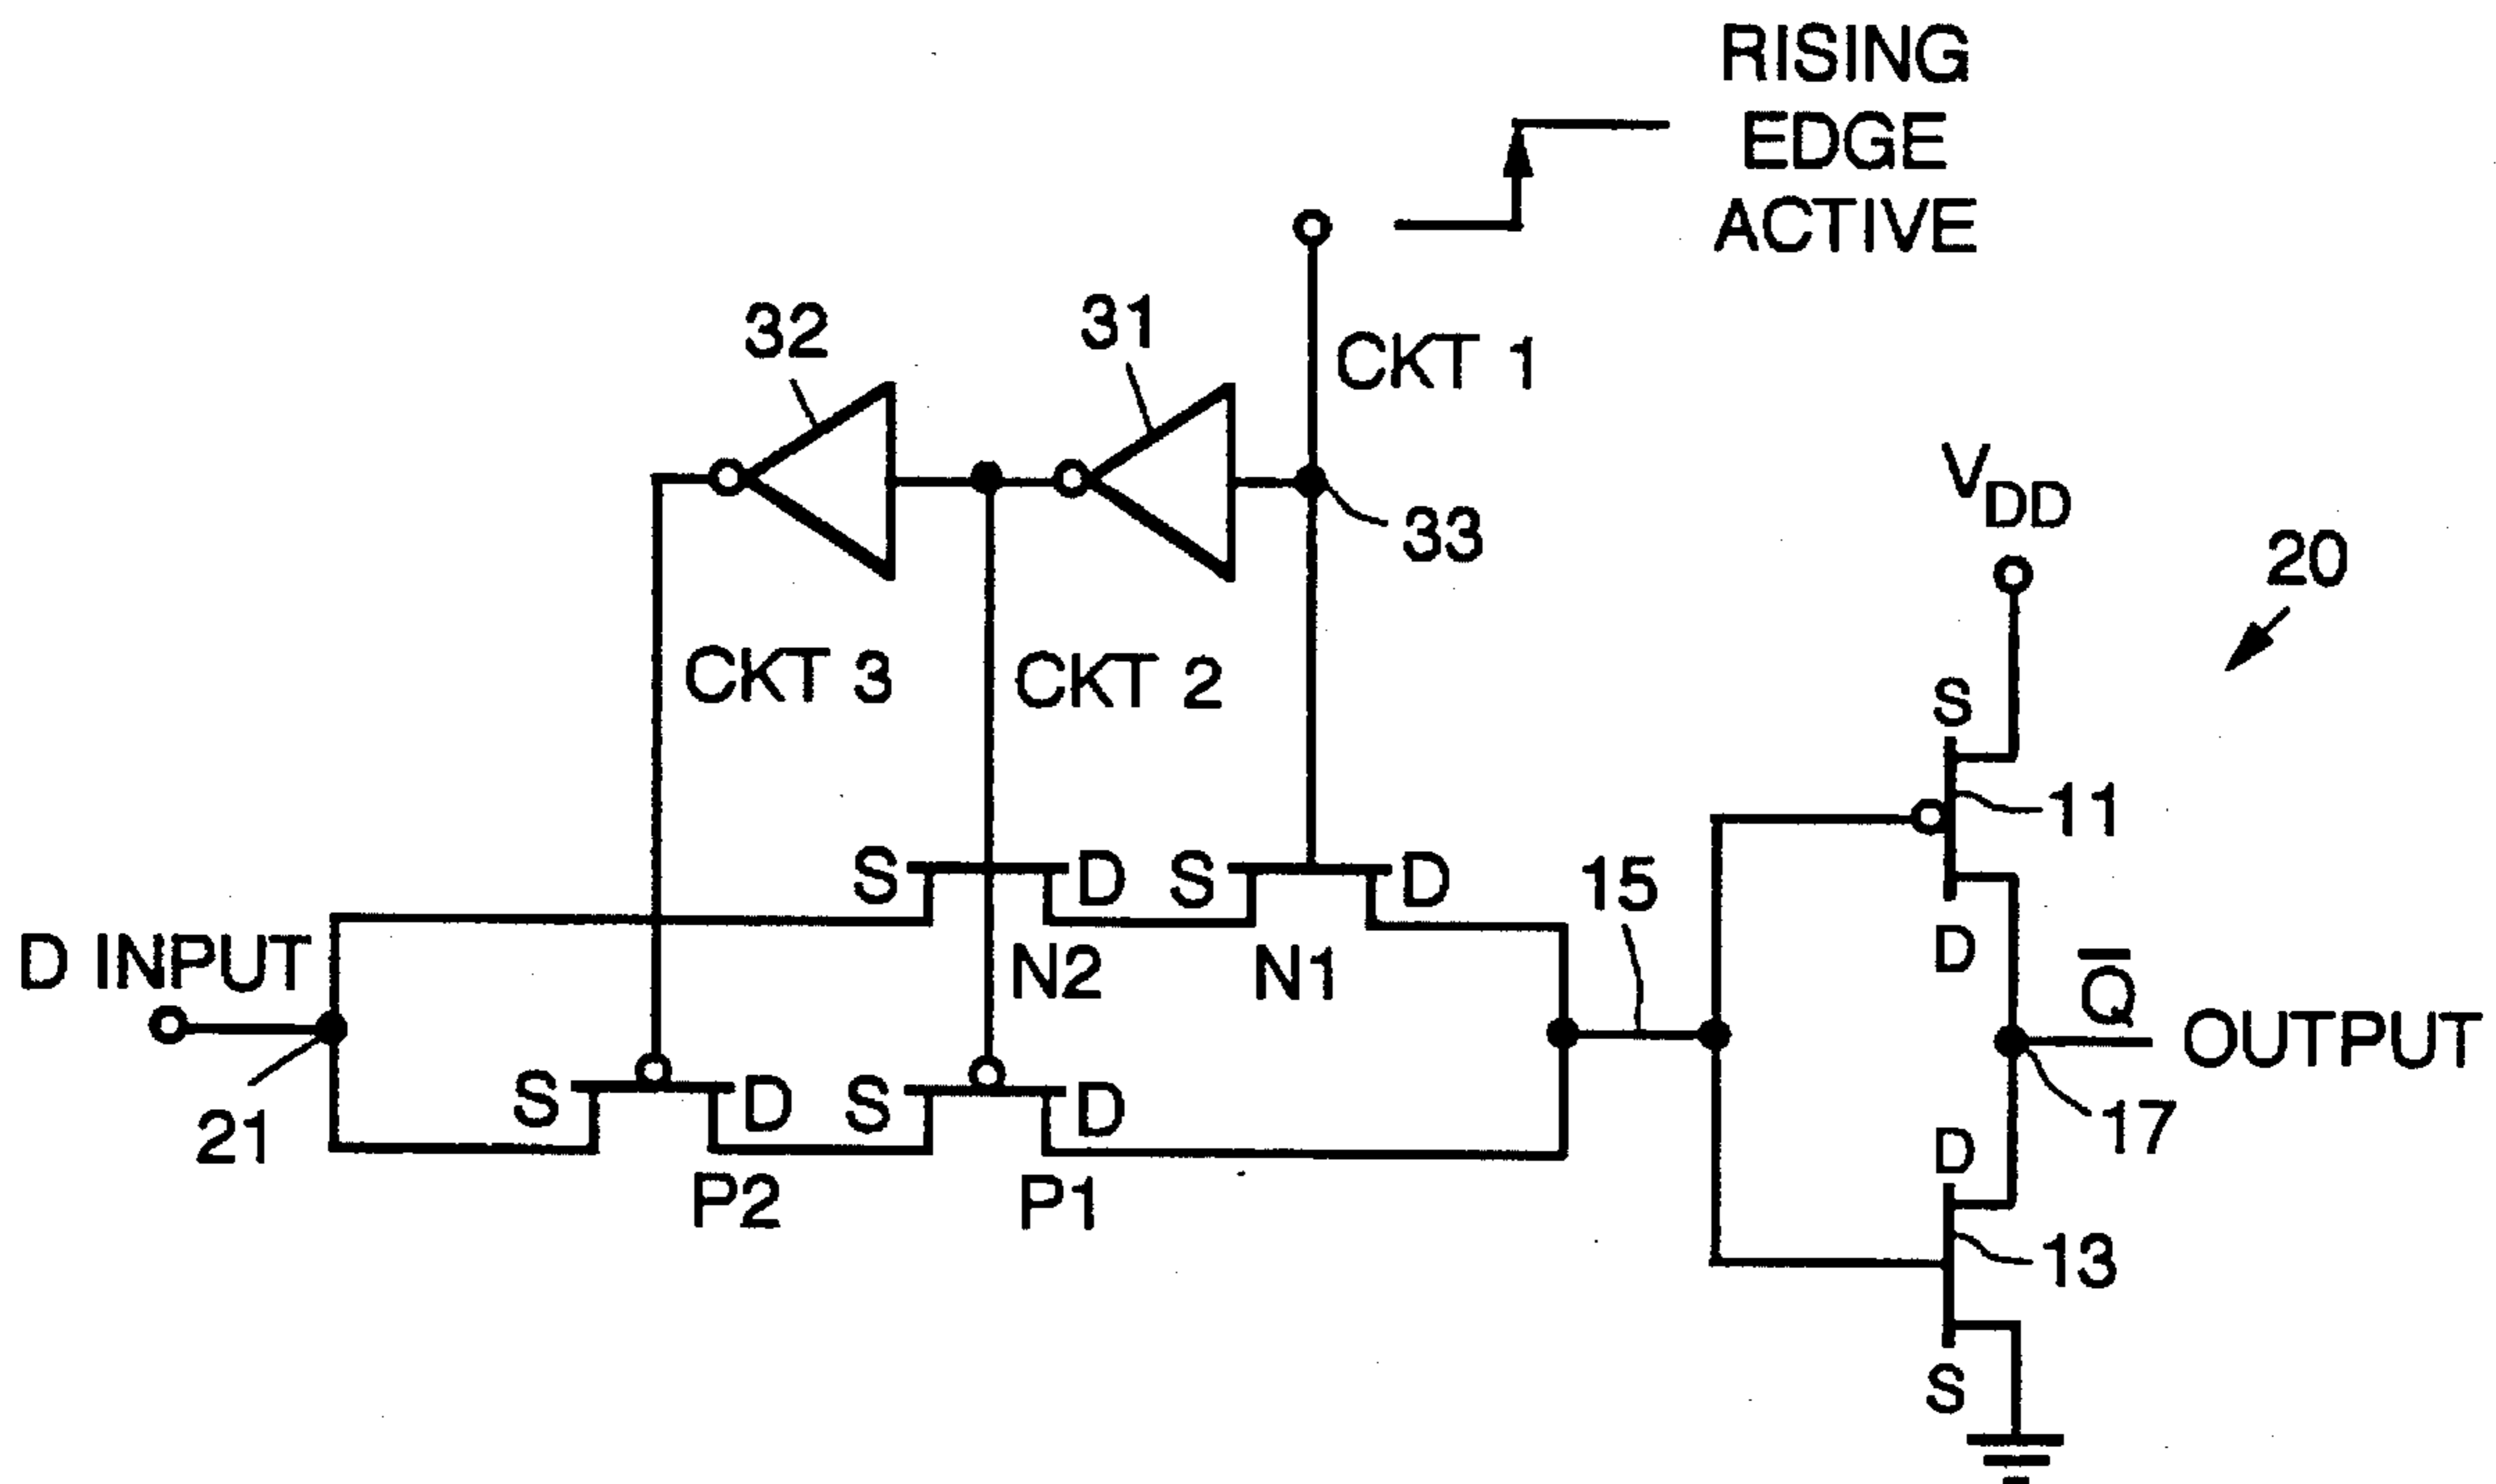 RISING
EDGE
ACTIVE
32
31
CKT 1
33
V DD
20
CKT 3
CKT 2
S
11
S
D
S
D
15
D INPUT
N2
N1
D
Q̅
OUTPUT
21
S
D
S
D
17
P2
P1
D
13
S